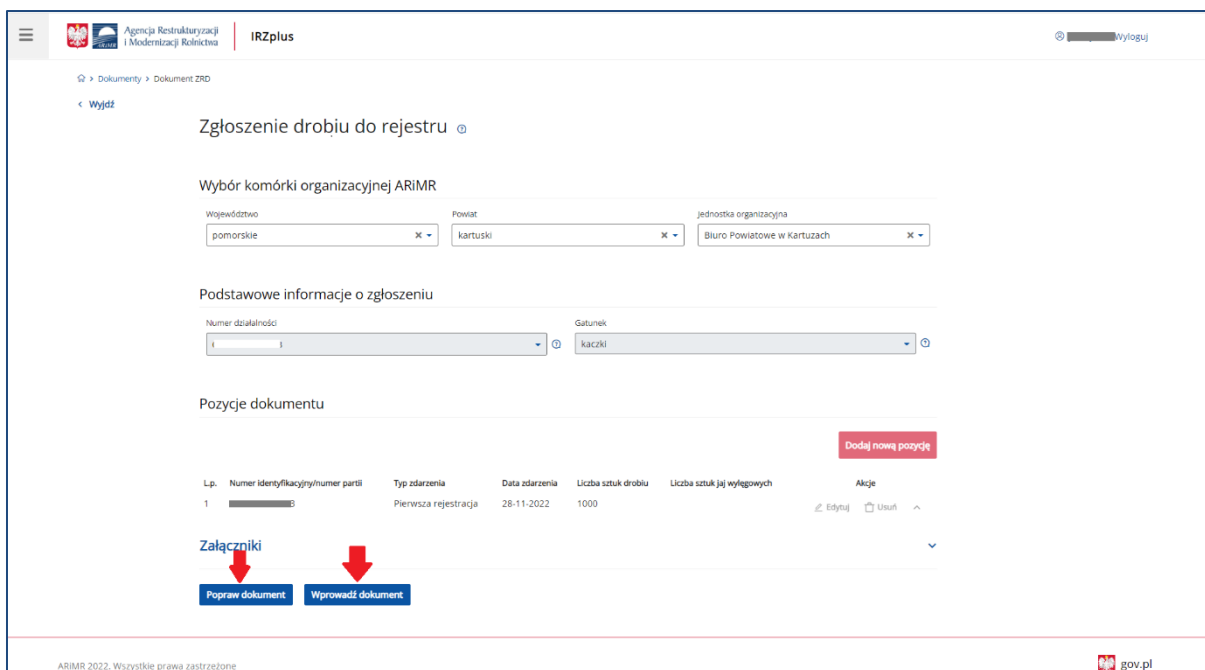 Agencja Restrukturyzacji
i Modernizacji Rolnictwa
IRZplus
Wyloguj
Dokumenty > Dokument ZRD
< Wyjdź
Zgłoszenie drobiu do rejestru
Wybór komórki organizacyjnej ARiMR
Województwo Powiat Jednostka organizacyjna
pomorskie kartuski Biuro Powiatowe w Kartuzach
Podstawowe informacje o zgłoszeniu
Numer działalności Gatunek
kaczki
Pozycje dokumentu
Dodaj nową pozycję
L.p. Numer identyfikacyjny/numer partii Typ zdarzenia Data zdarzenia Liczba sztuk drobiu Liczba sztuk jaj wylęgowych Akcje
1 Pierwsza rejestracja 28-11-2022 1000 Edytuj Usuń
Załączniki
Popraw dokument Wprowadź dokument
ARiMR 2022. Wszystkie prawa zastrzeżone
gov.pl